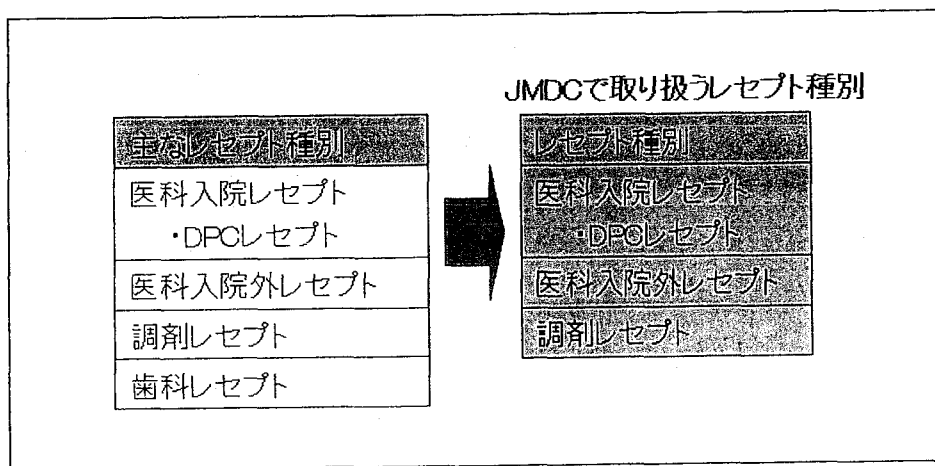 主なレセプト種別
医科入院レセプト
・DPCレセプト
医科入院外レセプト
調剤レセプト
歯科レセプト
JMDCで取り扱うレセプト種別
レセプト種別
医科入院レセプト
・DPCレセプト
医科入院外レセプト
調剤レセプト